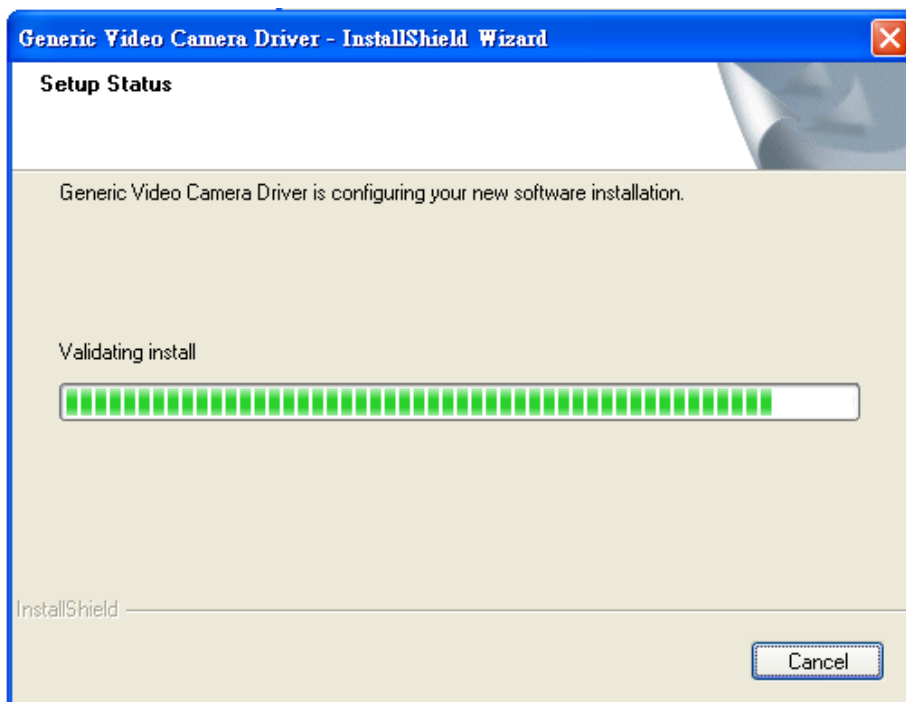 Generic Video Camera Driver - InstallShield Wizard
Setup Status
Generic Video Camera Driver is configuring your new software installation.
Validating install
InstallShield
Cancel